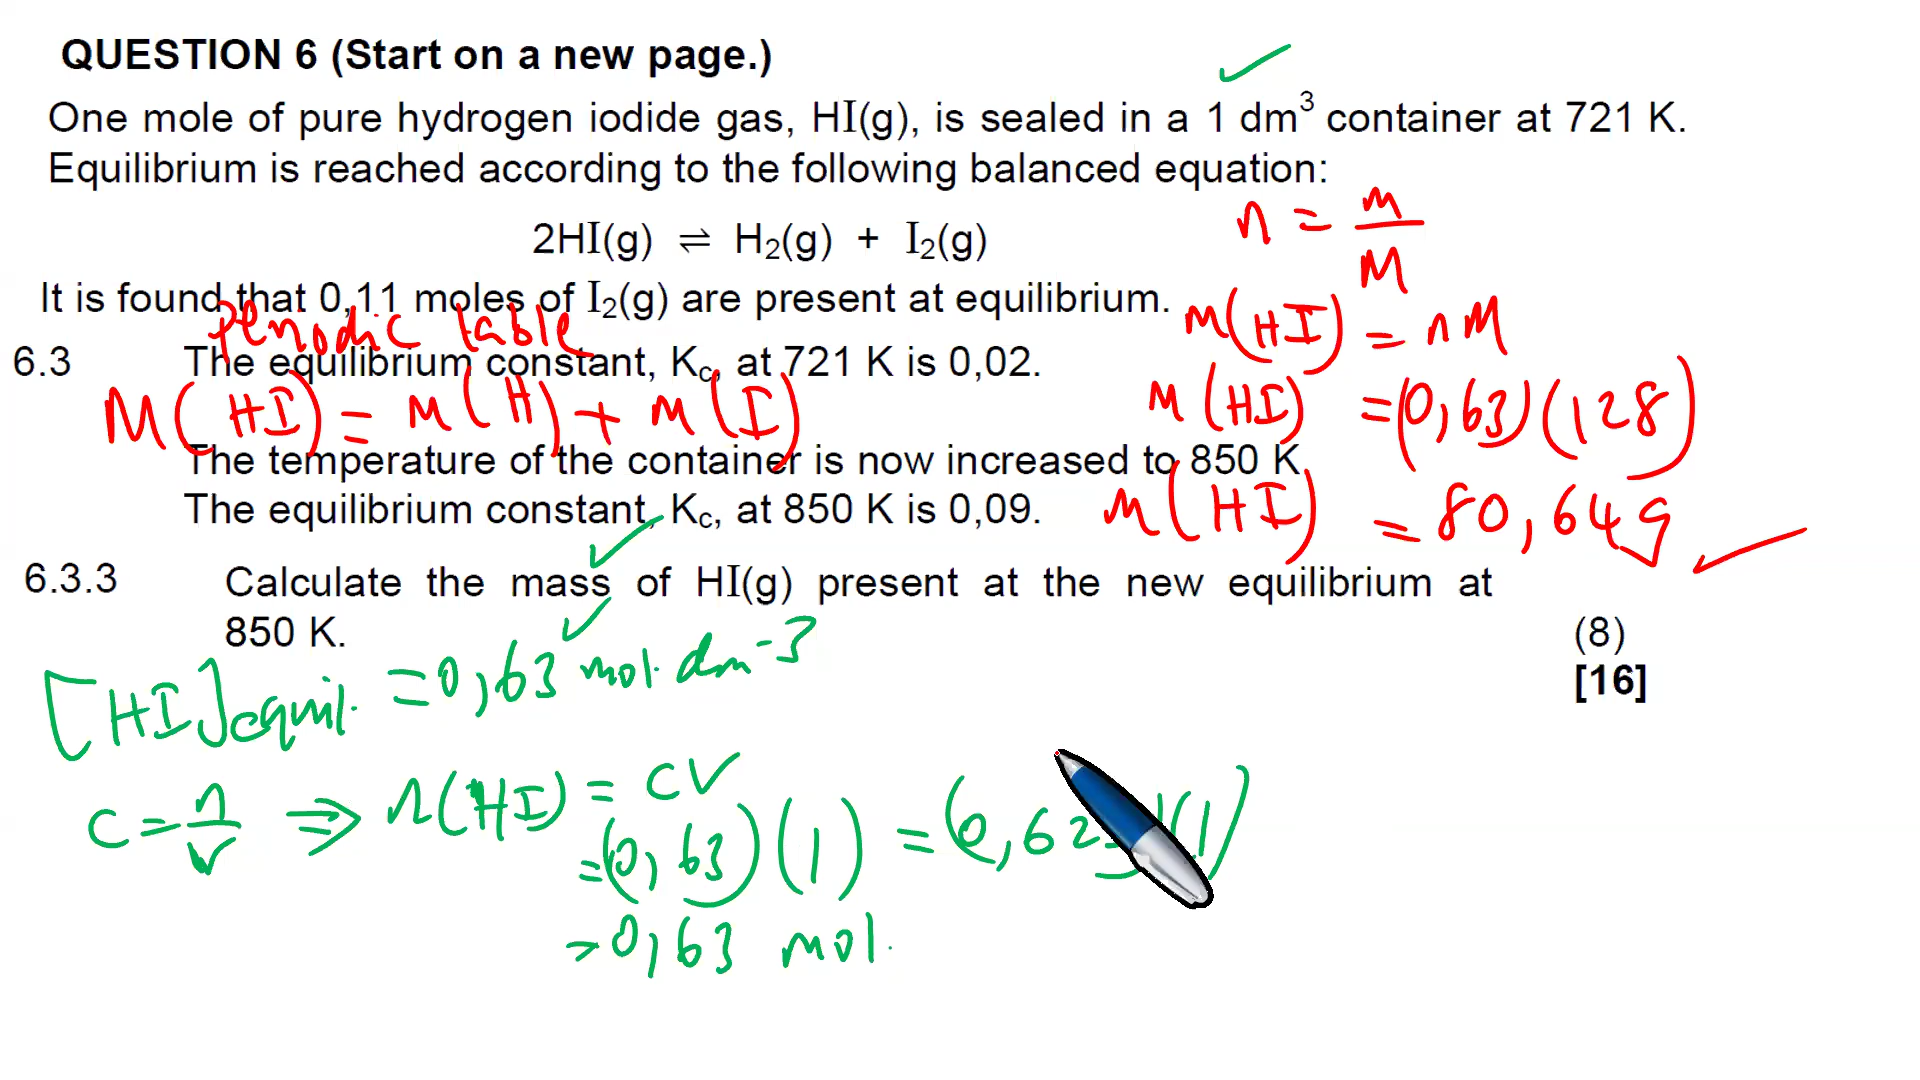 QUESTION 6 (Start on a new page.)
One mole of pure hydrogen iodide gas, HI(g), is sealed in a 1 dm³ container at 721 K.
Equilibrium is reached according to the following balanced equation:
2HI(g) ⇌ H₂(g) + I₂(g)
n = m/M
It is found that 0,11 moles of I₂(g) are present at equilibrium.
m(HI) = nM
Periodic table
6.3 The equilibrium constant, Kc, at 721 K is 0,02.
M(HI) = M(H) + M(I)
m(HI) = (0,63)(128)
The temperature of the container is now increased to 850 K
The equilibrium constant, Kc, at 850 K is 0,09.
m(HI) = 80,64g
6.3.3 Calculate the mass of HI(g) present at the new equilibrium at
850 K.
(8)
[16]
[HI]equil. = 0,63 mol.dm⁻³
c = n/V ⇒ n(HI) = CV
= (0,63)(1) = (0,62
(1)
= 0,63 mol.